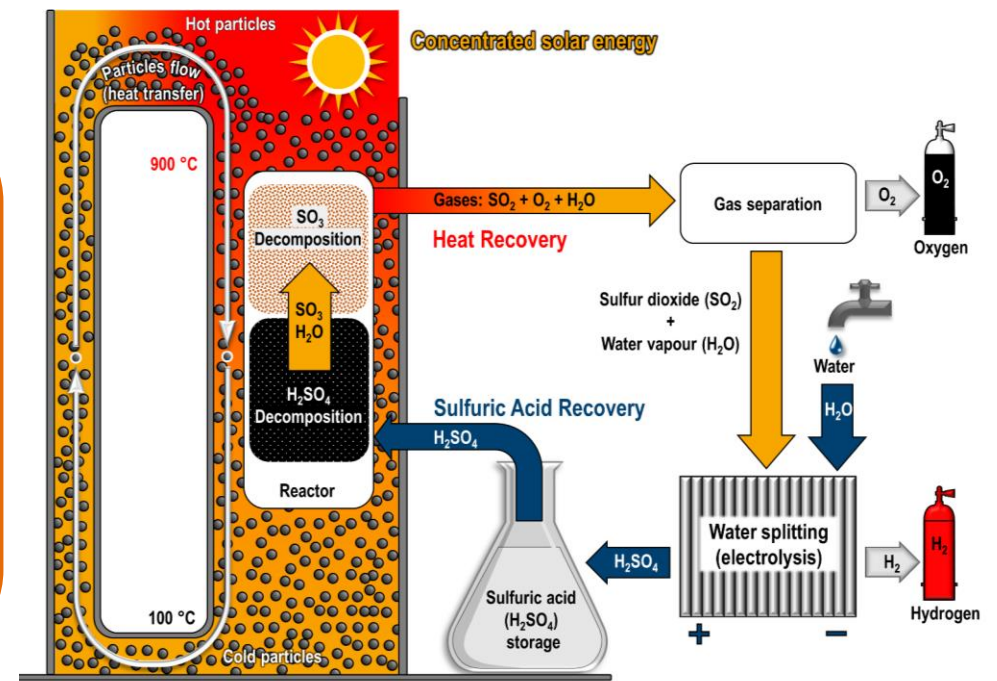 Hot particles
Concentrated solar energy
Particles flow
(heat transfer)
900 °C
SO₃
Decomposition
Gases: SO₂ + O₂ + H₂O
Heat Recovery
Gas separation
O₂
O₂
Oxygen
SO₃
H₂O
H₂SO₄
Decomposition
Reactor
Sulfur dioxide (SO₂)
+
Water vapour (H₂O)
Water
H₂O
Sulfuric Acid Recovery
H₂SO₄
Water splitting
(electrolysis)
+
−
H₂
H₂
Hydrogen
H₂SO₄
Sulfuric acid
(H₂SO₄)
storage
100 °C
Cold particles